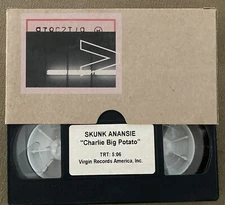 SKUNK ANANSIE
"Charlie Big Potato"
TRT: 5:06
Virgin Records America, Inc.